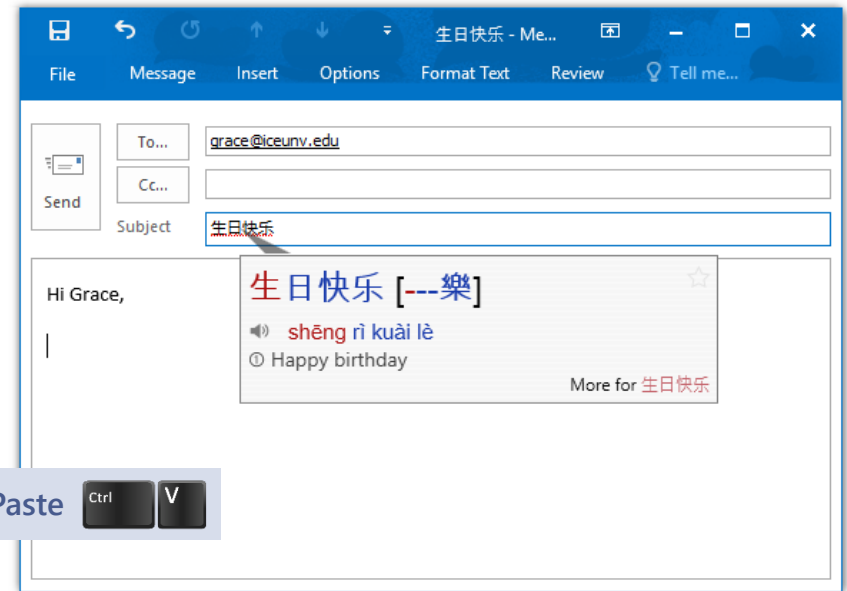 生日快乐 - Me...
File Message Insert Options Format Text Review Tell me...
To... grace@iceunv.edu
Cc...
Send
Subject 生日快乐
生日快乐 [---樂]
Hi Grace,
shēng rì kuài lè
① Happy birthday
More for 生日快乐
Paste Ctrl V